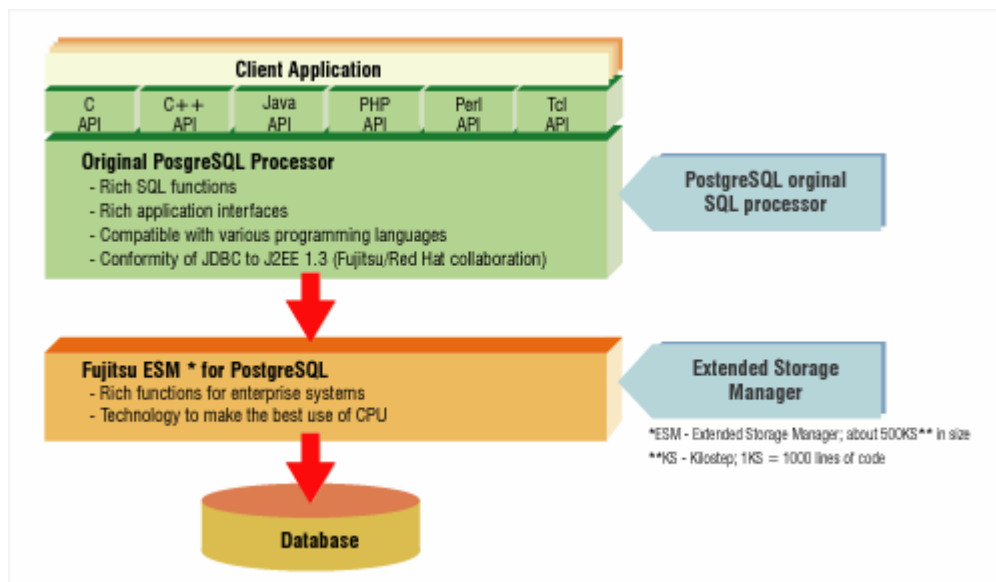 Client Application
C API
C++ API
Java API
PHP API
Perl API
Tcl API
Original PosgreSQL Processor
- Rich SQL functions
- Rich application interfaces
- Compatible with various programming languages
- Conformity of JDBC to J2EE 1.3 (Fujitsu/Red Hat collaboration)
PostgreSQL orginal
SQL processor
Fujitsu ESM * for PostgreSQL
- Rich functions for enterprise systems
- Technology to make the best use of CPU
Extended Storage
Manager
*ESM - Extended Storage Manager; about 500KS** in size
**KS - Kilostep; 1KS = 1000 lines of code
Database